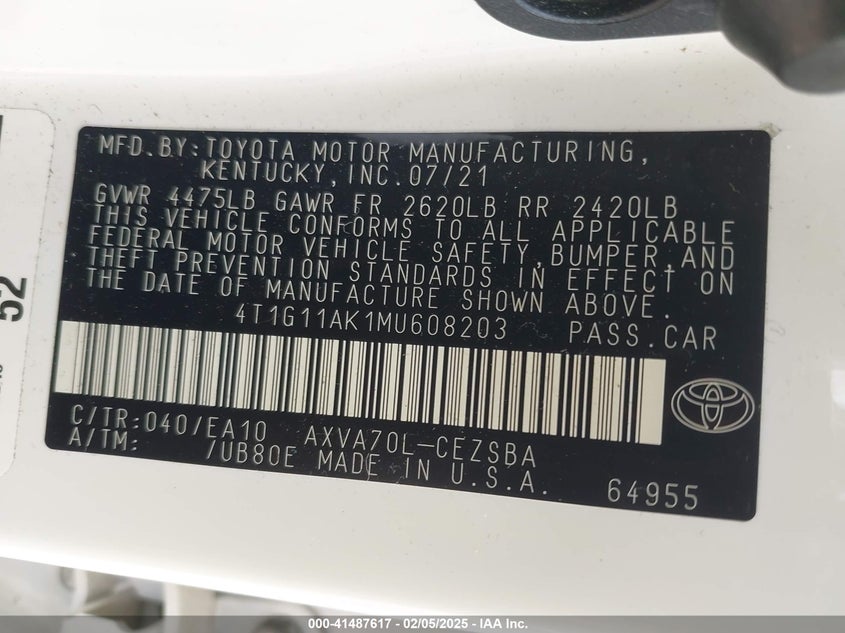 MFD.BY:TOYOTA MOTOR MANUFACTURING,
KENTUCKY,INC.07/21
GVWR 4475LB GAWR FR 2620LB RR 2420LB
THIS VEHICLE CONFORMS TO ALL APPLICABLE
FEDERAL MOTOR VEHICLE SAFETY,BUMPER,AND
THEFT PREVENTION STANDARDS IN EFFECT ON
THE DATE OF MANUFACTURE SHOWN ABOVE.
4T1G11AK1MU608203 PASS.CAR
C/TR:040/EA10 AXVA70L-CEZSBA
A/TM: /UB80E MADE IN U.S.A.
64955
52
000-41487617 - 02/05/2025 - IAA Inc.